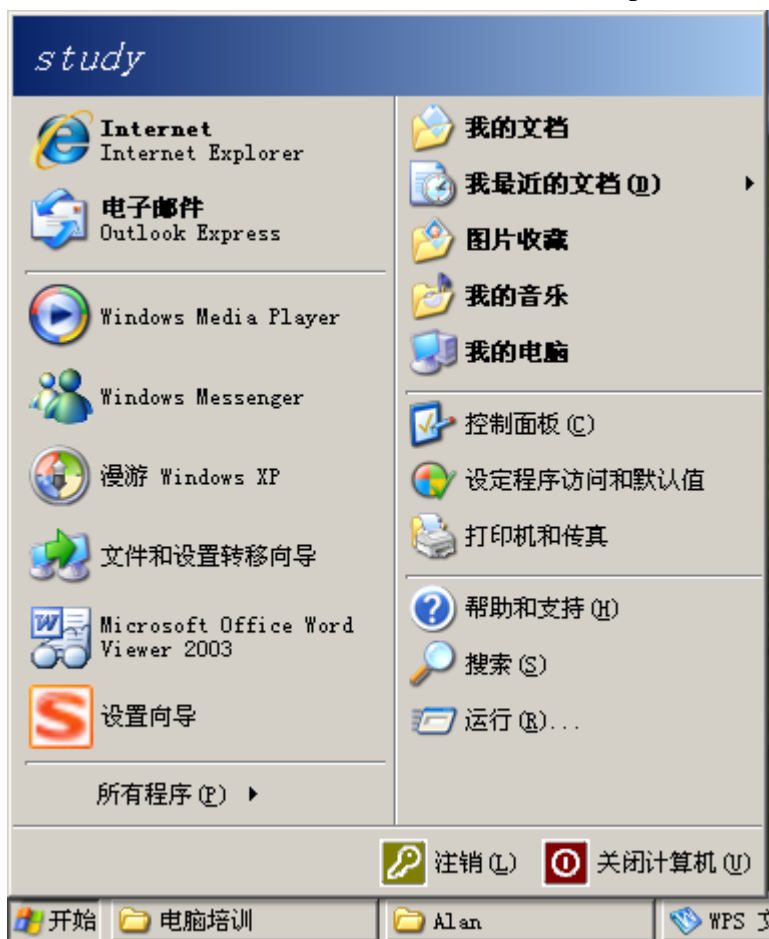 study
Internet
Internet Explorer
电子邮件
Outlook Express
Windows Media Player
Windows Messenger
漫游 Windows XP
文件和设置转移向导
Microsoft Office Word
Viewer 2003
设置向导
所有程序(P)
我的文档
我最近的文档(D)
图片收藏
我的音乐
我的电脑
控制面板(C)
设定程序访问和默认值
打印机和传真
帮助和支持(H)
搜索(S)
运行(R)...
注销(L)
关闭计算机(U)
开始
电脑培训
Alan
WPS